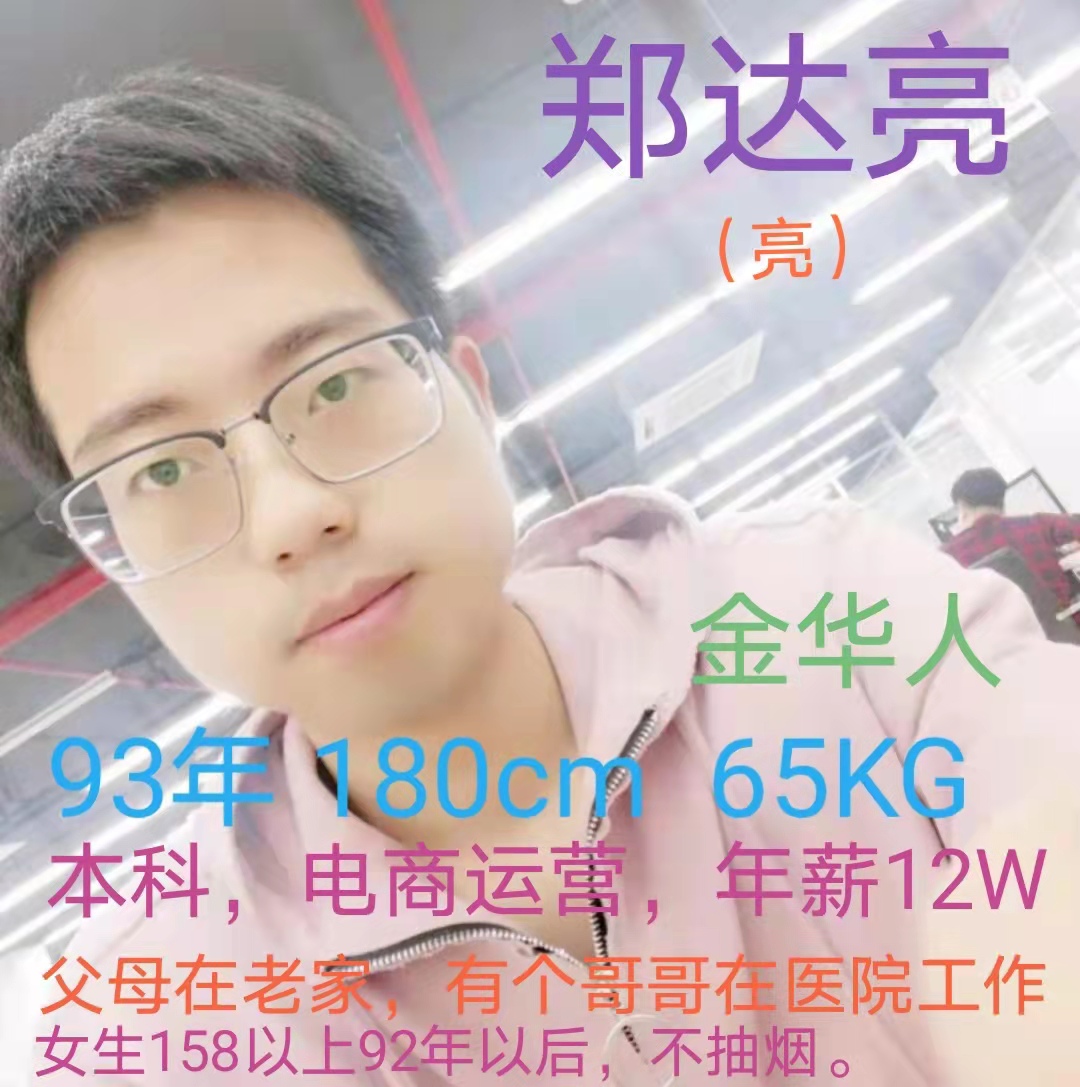 郑达亮
（亮）
金华人
93年 180cm 65KG
本科，电商运营，年薪12W
父母在老家，有个哥哥在医院工作
女生158以上92年以后，不抽烟。